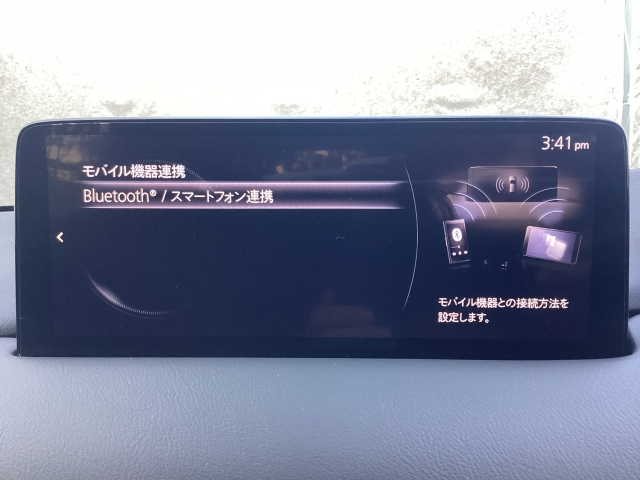 3:41 pm
モバイル機器連携
Bluetooth® / スマートフォン連携
モバイル機器との接続方法を
設定します。